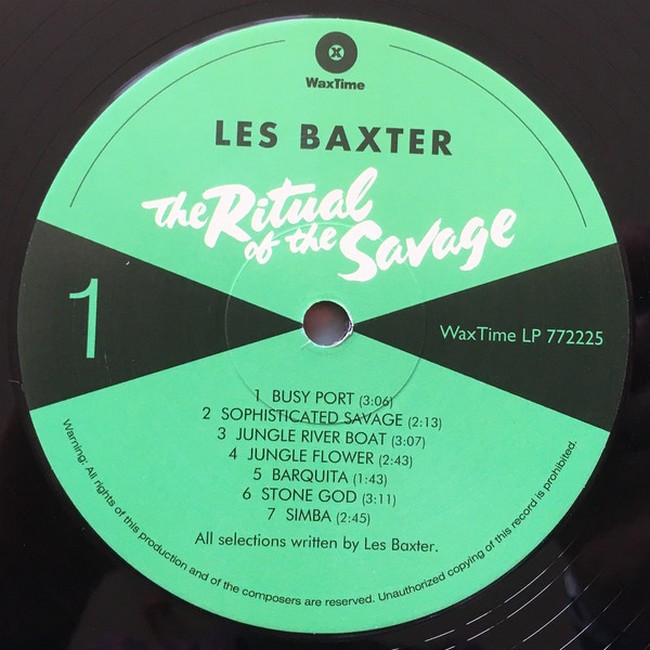 WaxTime
LES BAXTER
The Ritual
of the Savage
1
WaxTime LP 772225
1 BUSY PORT (3:06)
2 SOPHISTICATED SAVAGE (2:13)
3 JUNGLE RIVER BOAT (3:07)
4 JUNGLE FLOWER (2:43)
5 BARQUITA (1:43)
6 STONE GOD (3:11)
7 SIMBA (2:45)
All selections written by Les Baxter.
Warning: All rights of this production and of the composers are reserved. Unauthorized copying of this record is prohibited.